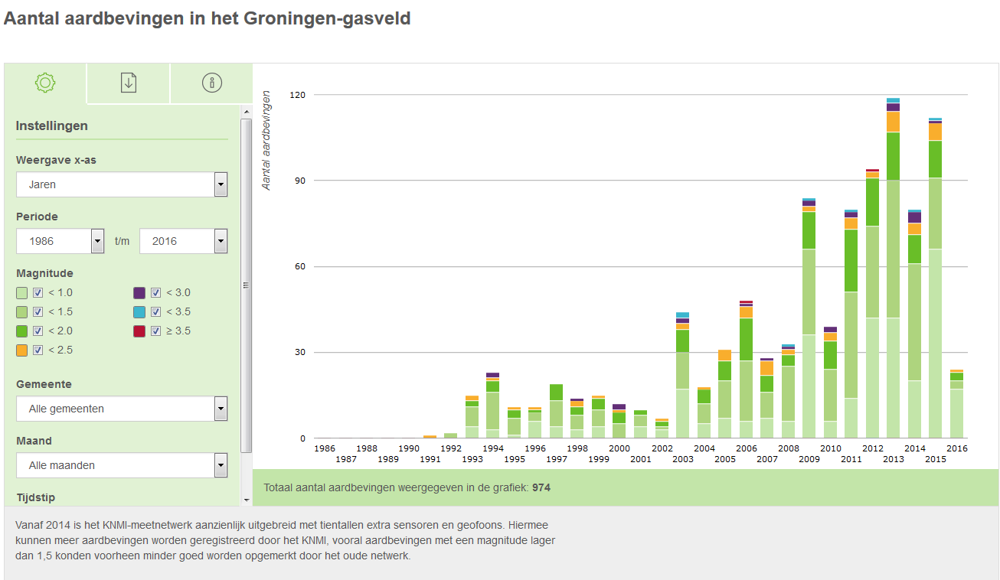 Aantal aardbevingen in het Groningen-gasveld
Instellingen
Weergave x-as
Jaren
Periode
1986 t/m 2016
Magnitude
< 1.0 < 3.0
< 1.5 < 3.5
< 2.0 ≥ 3.5
< 2.5
Gemeente
Alle gemeenten
Maand
Alle maanden
Tijdstip
Aantal aardbevingen
120
90
60
30
0
1986 1988 1990 1992 1994 1996 1998 2000 2002 2004 2006 2008 2010 2012 2014 2016
1987 1989 1991 1993 1995 1997 1999 2001 2003 2005 2007 2009 2011 2013 2015
Totaal aantal aardbevingen weergegeven in de grafiek: 974
Vanaf 2014 is het KNMI-meetnetwerk aanzienlijk uitgebreid met tientallen extra sensoren en geofoons. Hiermee
kunnen meer aardbevingen worden geregistreerd door het KNMI, vooral aardbevingen met een magnitude lager
dan 1,5 konden voorheen minder goed worden opgemerkt door het oude netwerk.